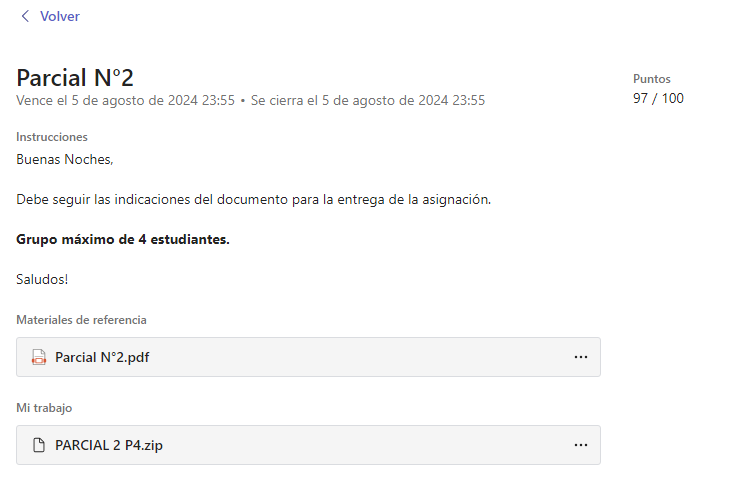 Volver
Parcial N°2
Puntos
Vence el 5 de agosto de 2024 23:55 • Se cierra el 5 de agosto de 2024 23:55
97 / 100
Instrucciones
Buenas Noches,
Debe seguir las indicaciones del documento para la entrega de la asignación.
Grupo máximo de 4 estudiantes.
Saludos!
Materiales de referencia
Parcial N°2.pdf
Mi trabajo
PARCIAL 2 P4.zip